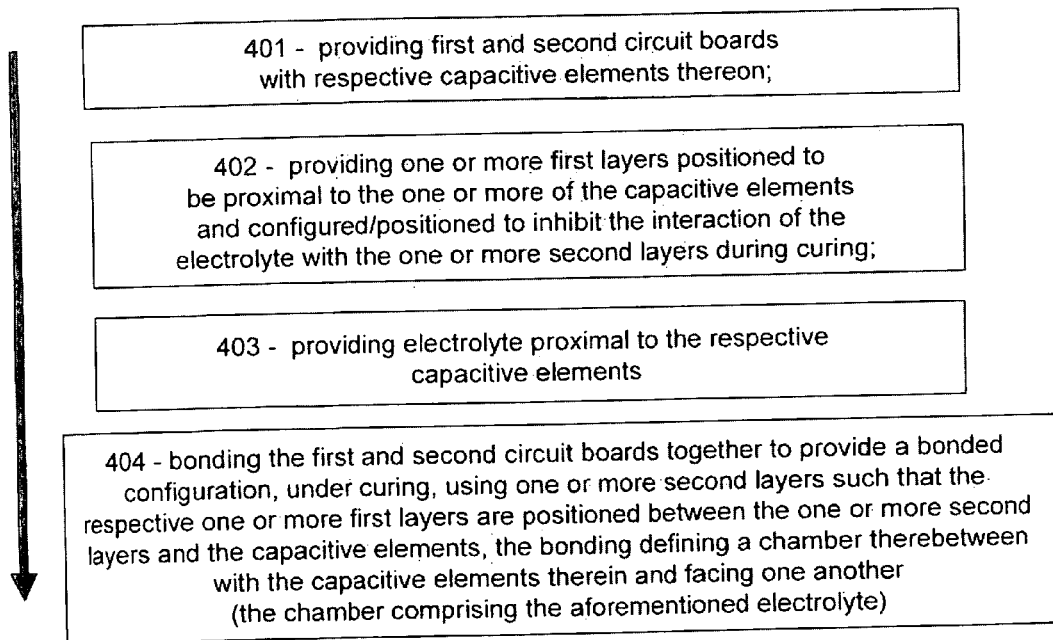 401 - providing first and second circuit boards
with respective capacitive elements thereon;
402 - providing one or more first layers positioned to
be proximal to the one or more of the capacitive elements
and configured/positioned to inhibit the interaction of the
electrolyte with the one or more second layers during curing;
403 - providing electrolyte proximal to the respective
capacitive elements
404 - bonding the first and second circuit boards together to provide a bonded
configuration, under curing, using one or more second layers such that the
respective one or more first layers are positioned between the one or more second
layers and the capacitive elements, the bonding defining a chamber therebetween
with the capacitive elements therein and facing one another
(the chamber comprising the aforementioned electrolyte)